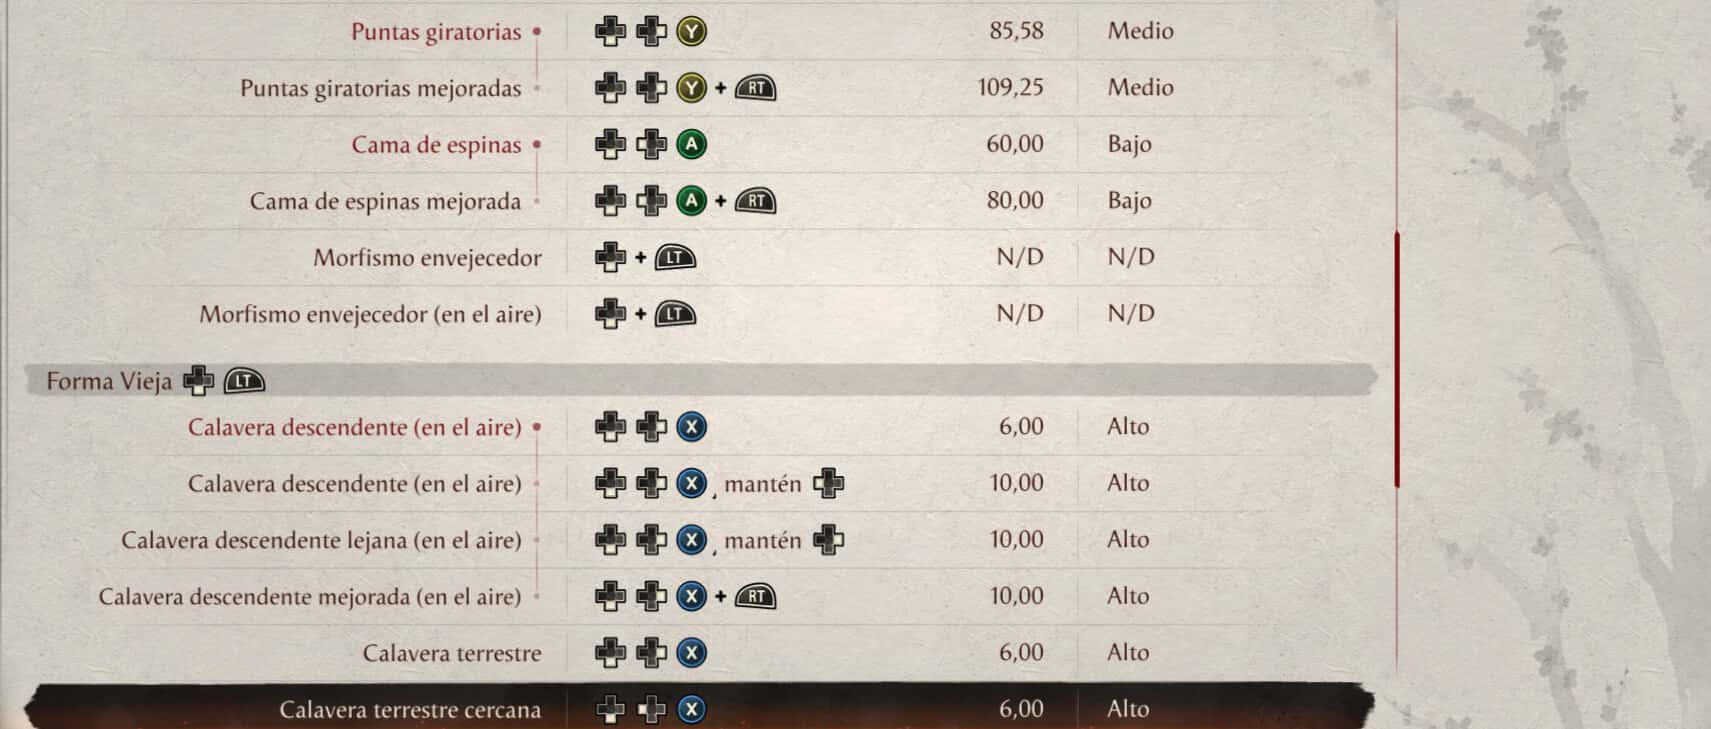 Puntas giratorias Y 85,58 Medio
Puntas giratorias mejoradas Y + RT 109,25 Medio
Cama de espinas A 60,00 Bajo
Cama de espinas mejorada A + RT 80,00 Bajo
Morfismo envejecedor + LT N/D N/D
Morfismo envejecedor (en el aire) + LT N/D N/D
Forma Vieja LT
Calavera descendente (en el aire) X 6,00 Alto
Calavera descendente (en el aire) X , mantén 10,00 Alto
Calavera descendente lejana (en el aire) X , mantén 10,00 Alto
Calavera descendente mejorada (en el aire) X + RT 10,00 Alto
Calavera terrestre X 6,00 Alto
Calavera terrestre cercana X 6,00 Alto